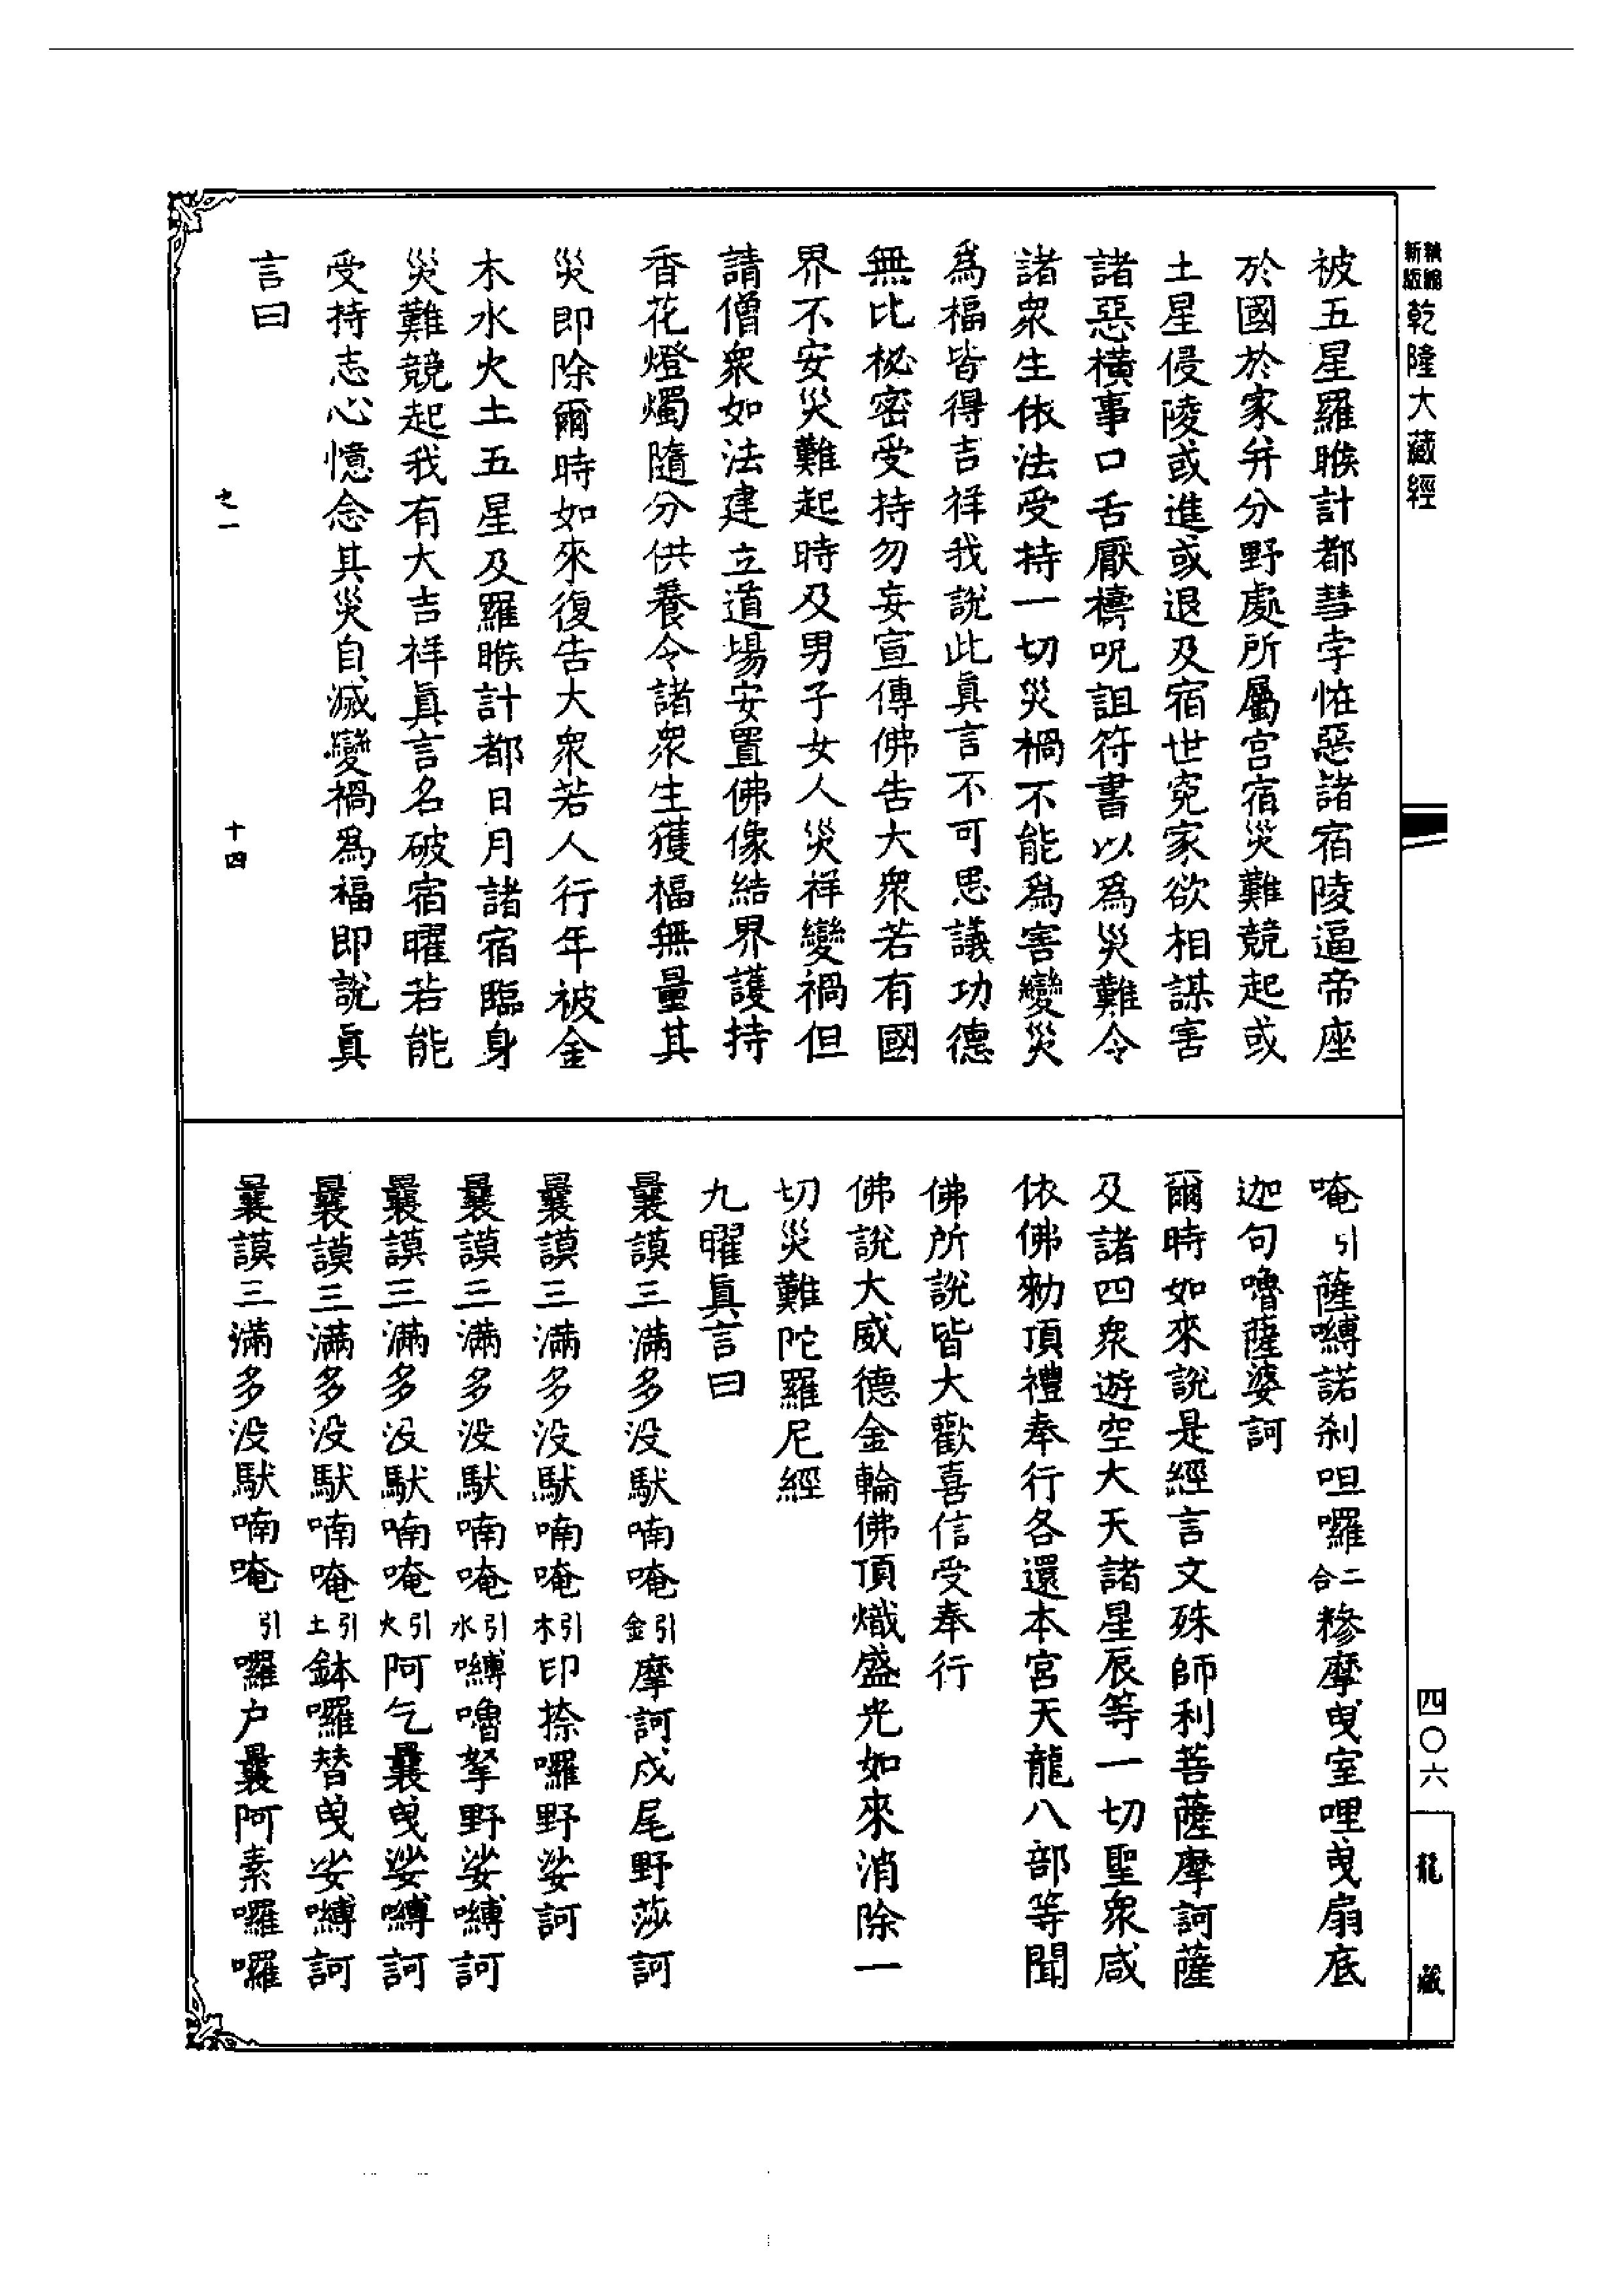 新編縮版 乾隆大藏經
四〇六
龍藏
被五星羅睺計都彗孛怪惡諸宿陵逼帝座
於國於家并分野處所屬宮宿災難競起或
土星侵陵或進或退及宿世寃家欲相謀害
諸惡橫事口舌厭禱呪詛符書以為災難令
諸衆生依法受持一切災禍不能為害變災
為福皆得吉祥我說此眞言不可思議功德
無比秘密受持勿妄宣傳佛告大衆若有國
界不安災難起時及男子女人災祥變禍但
請僧衆如法建立道場安置佛像結界護持
香花燈燭隨分供養令諸衆生獲福無量其
災即除爾時如來復告大衆若人行年被金
木水火土五星及羅睺計都日月諸宿臨身
災難競起我有大吉祥眞言名破宿曜若能
受持志心憶念其災自滅變禍為福即說眞
言曰
之一 十四
唵引薩嚩諾刹呾囉二合糝摩曳室哩曳扇底
迦句嚕薩婆訶
爾時如來說是經言文殊師利菩薩摩訶薩
及諸四衆遊空大天諸星辰等一切聖衆咸
依佛勅頂禮奉行各還本宮天龍八部等聞
佛所說皆大歡喜信受奉行
佛說大威德金輪佛頂熾盛光如來消除一
切災難陀羅尼經
九曜眞言曰
曩謨三滿多没馱喃唵引金摩訶戍尾野莎訶
曩謨三滿多没馱喃唵引木印捺囉野娑訶
曩謨三滿多没馱喃唵引水嚩嚕拏野娑嚩訶
曩謨三滿多没馱喃唵引火阿乞曩曳娑嚩訶
曩謨三滿多没馱喃唵引土鉢囉替曳娑嚩訶
曩謨三滿多没馱喃唵引囉户曩阿素囉囉